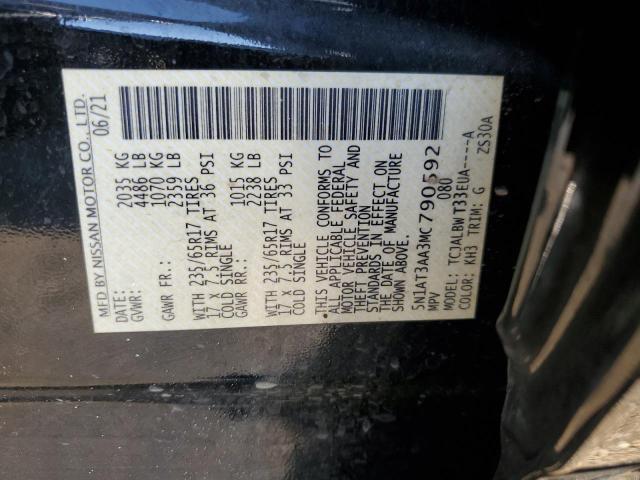 MFD BY NISSAN MOTOR CO., LTD.
DATE: 06/21
GVWR: 2035 KG
4486 LB
GAWR FR.: 1070 KG
2359 LB
WITH 235/65R17 TIRES
17 X 7.5 RIMS AT 36 PSI
COLD SINGLE
GAWR RR.: 1015 KG
2238 LB
WITH 235/65R17 TIRES
17 X 7.5 RIMS AT 33 PSI
COLD SINGLE
•THIS VEHICLE CONFORMS TO
ALL APPLICABLE FEDERAL
MOTOR VEHICLE SAFETY AND
THEFT PREVENTION
STANDARDS IN EFFECT ON
THE DATE OF MANUFACTURE
SHOWN ABOVE.
5N1AT3AA3MC790592
MPV 080
MODEL: TCJALBWT33EUA----A
COLOR: KH3 TRIM: G ZS30A